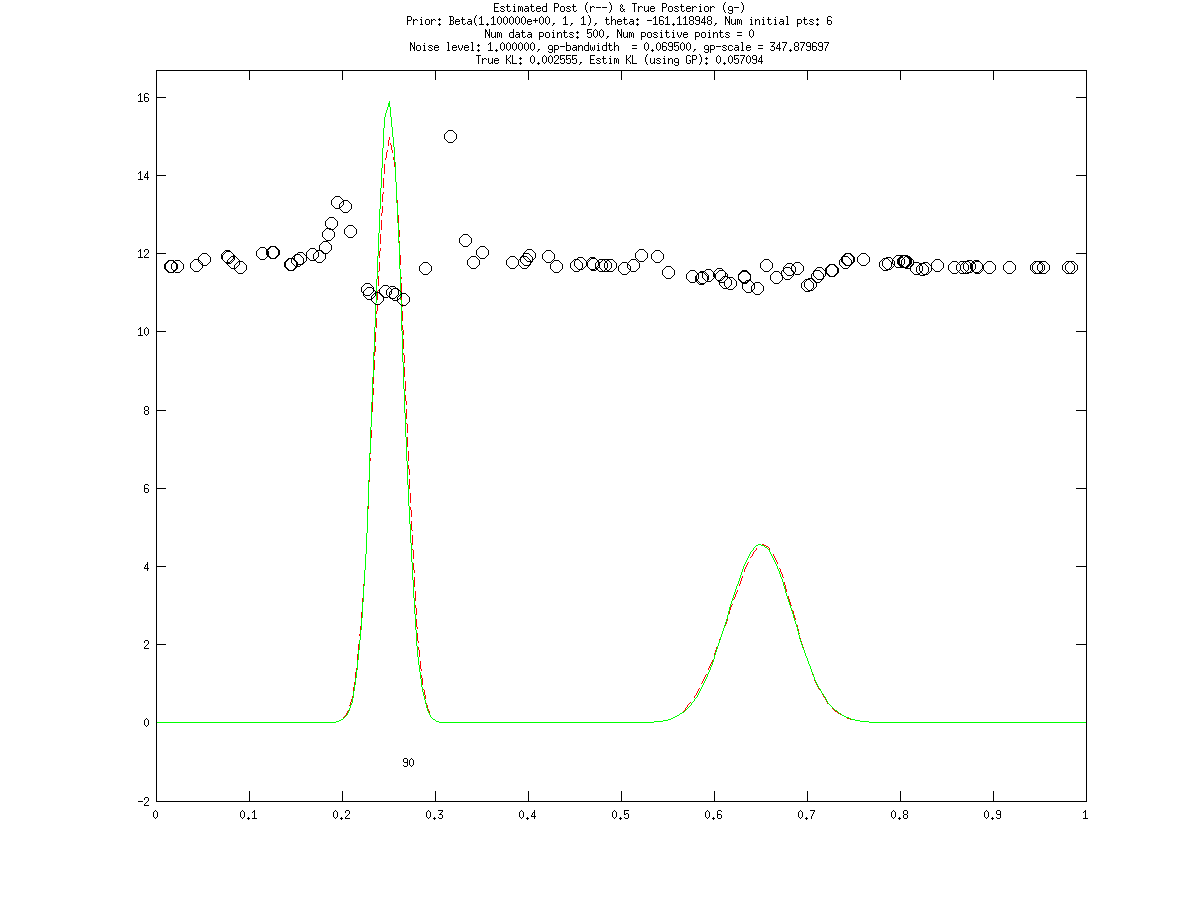 Estimated Post (r--) & True Posterior (g-)
Prior: Beta(1.100000e+00, 1, 1), theta: -161.118948, Num initial pts: 6
Num data points: 500, Num positive points = 0
Noise level: 1.000000, gp-bandwidth  = 0.069500, gp-scale = 347.879697
True KL: 0.002555, Estim KL (using GP): 0.057094
16
14
12
10
8
6
4
2
0
90
-2
0 0.1 0.2 0.3 0.4 0.5 0.6 0.7 0.8 0.9 1